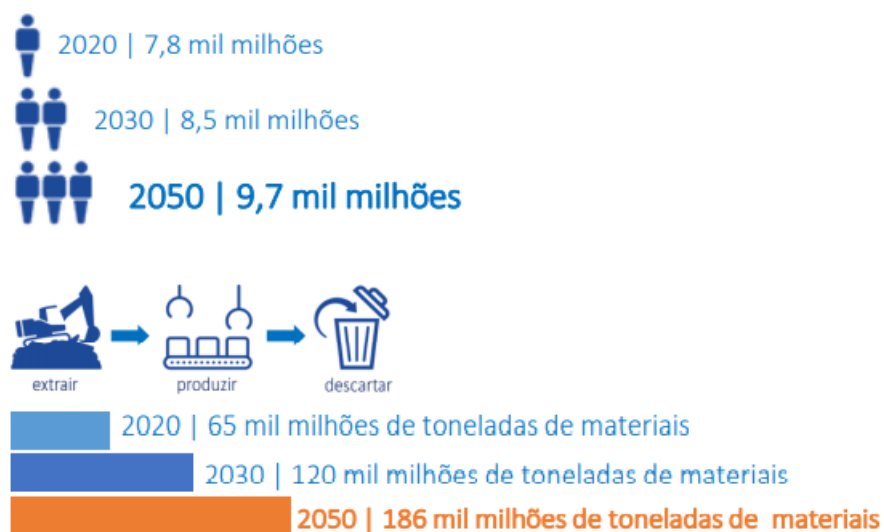 2020 | 7,8 mil milhões
2030 | 8,5 mil milhões
2050 | 9,7 mil milhões
extrair
produzir
descartar
2020 | 65 mil milhões de toneladas de materiais
2030 | 120 mil milhões de toneladas de materiais
2050 | 186 mil milhões de toneladas de materiais